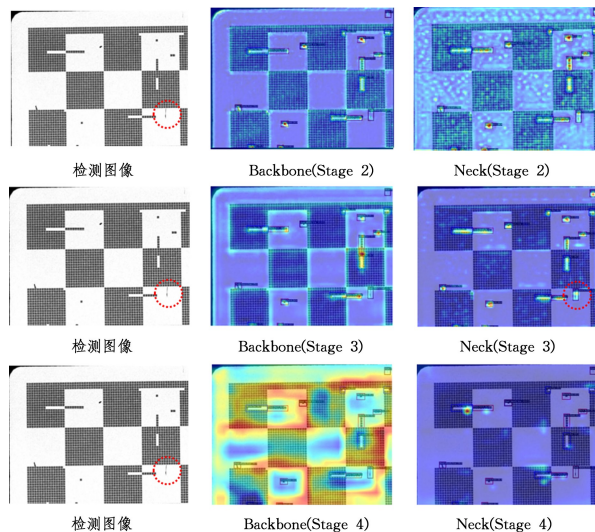 检测图像 Backbone(Stage 2) Neck(Stage 2)
检测图像 Backbone(Stage 3) Neck(Stage 3)
检测图像 Backbone(Stage 4) Neck(Stage 4)